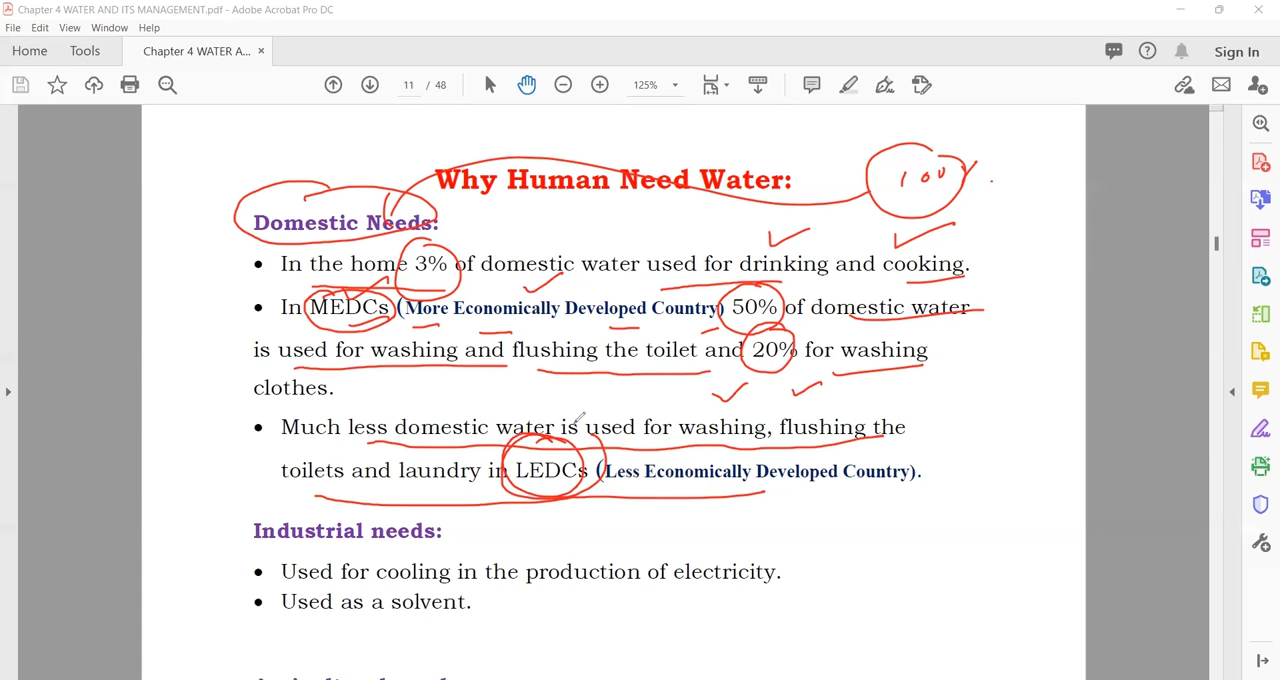 Chapter 4 WATER AND ITS MANAGEMENT.pdf - Adobe Acrobat Pro DC
File Edit View Window Help
Home Tools Chapter 4 WATER A... × Sign In
11 / 48 125%
Why Human Need Water:
100%
Domestic Needs:
• In the home 3% of domestic water used for drinking and cooking.
• In MEDCs (More Economically Developed Country) 50% of domestic water
is used for washing and flushing the toilet and 20% for washing
clothes.
• Much less domestic water is used for washing, flushing the
toilets and laundry in LEDCs (Less Economically Developed Country).
Industrial needs:
• Used for cooling in the production of electricity.
• Used as a solvent.